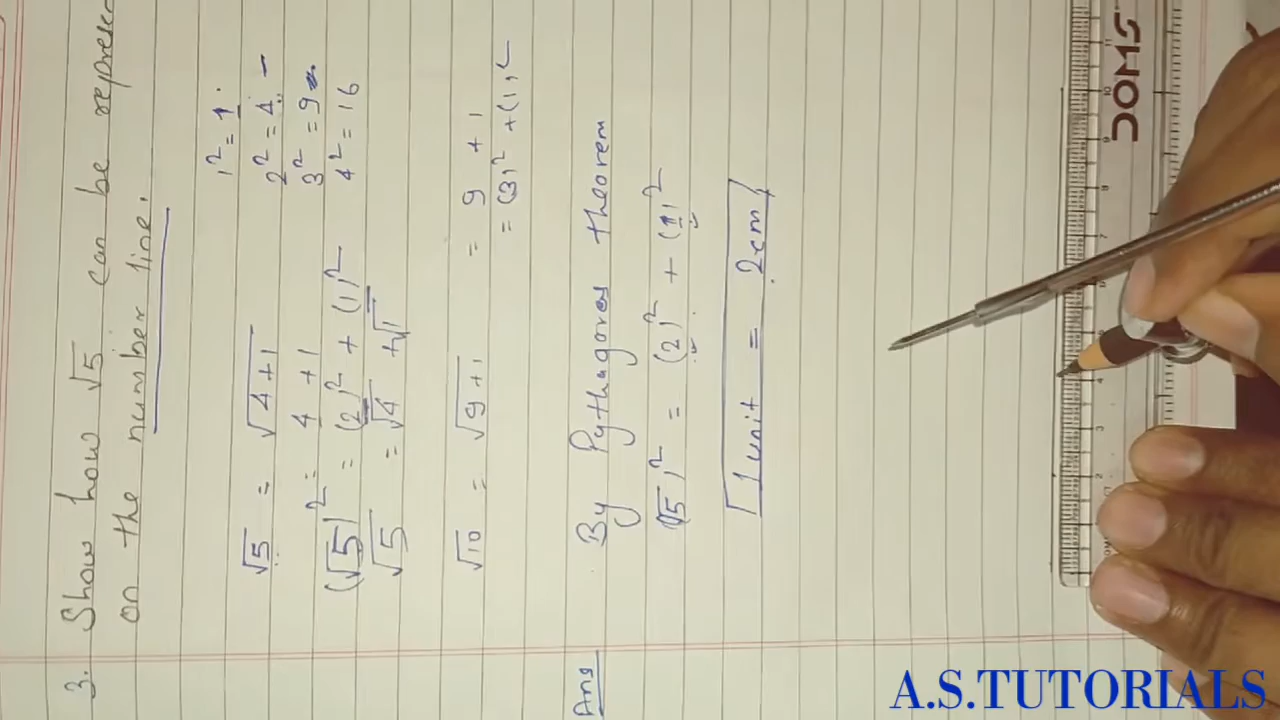 3. Show how √5 can be represe
on the number line.
√5 = √4+1
² = 4 + 1
(√5)² = (2)² + (1)²
√5 = √4 + √1
1² = 1
2² = 4
3² = 9
4² = 16
√10 = √9+1 = 9 + 1
= (3)² + (1)²
Ans By Pythagoras theorem
(√5)² = (2)² + (1)²
1 unit = 2cm
DOMS
A.S.TUTORIALS